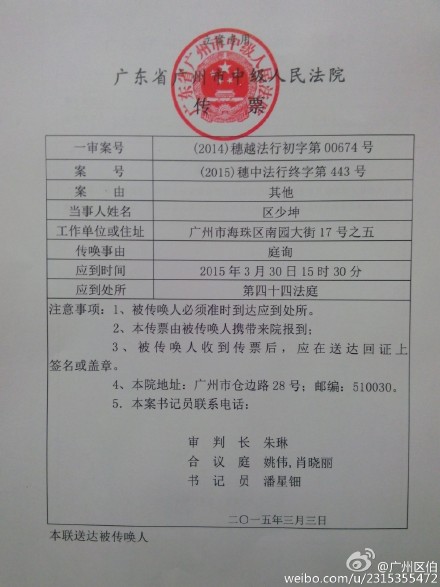 广东省广州市中级人民法院
传 票
一审案号 (2014)穗越法行初字第 00674 号
案 号 (2015)穗中法行终字第 443 号
案 由 其他
当事人姓名 区少坤
工作单位或住址 广州市海珠区南园大街 17 号之五
传唤事由 庭询
应到时间 2015 年 3 月 30 日 15 时 30 分
应到处所 第四十四法庭
注意事项：1、被传唤人必须准时到达应到处所。
2、本传票由被传唤人携带来院报到；
3、被传唤人收到传票后，应在送达回证上
签名或盖章。
4、本院地址：广州市仓边路 28 号；邮编：510030。
5、本案书记员联系电话：
审 判 长 朱琳
合 议 庭 姚伟,肖晓丽
书 记 员 潘星钿
二〇一五年三月三日
本联送达被传唤人
@广州区伯
weibo.com/u/2315355472